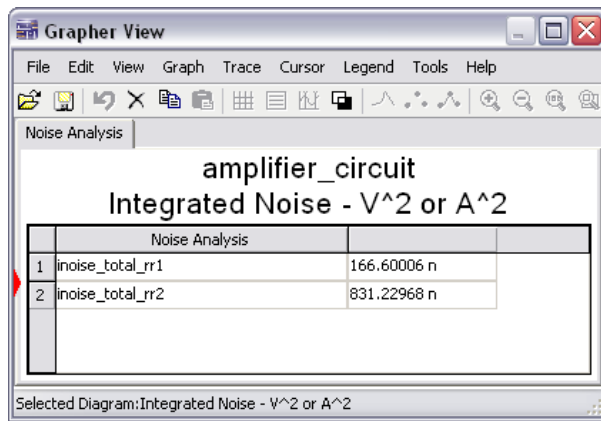 Grapher View
File Edit View Graph Trace Cursor Legend Tools Help
Noise Analysis
amplifier_circuit
Integrated Noise - V^2 or A^2
Noise Analysis
1 inoise_total_rr1 166.60006 n
2 inoise_total_rr2 831.22968 n
Selected Diagram:Integrated Noise - V^2 or A^2